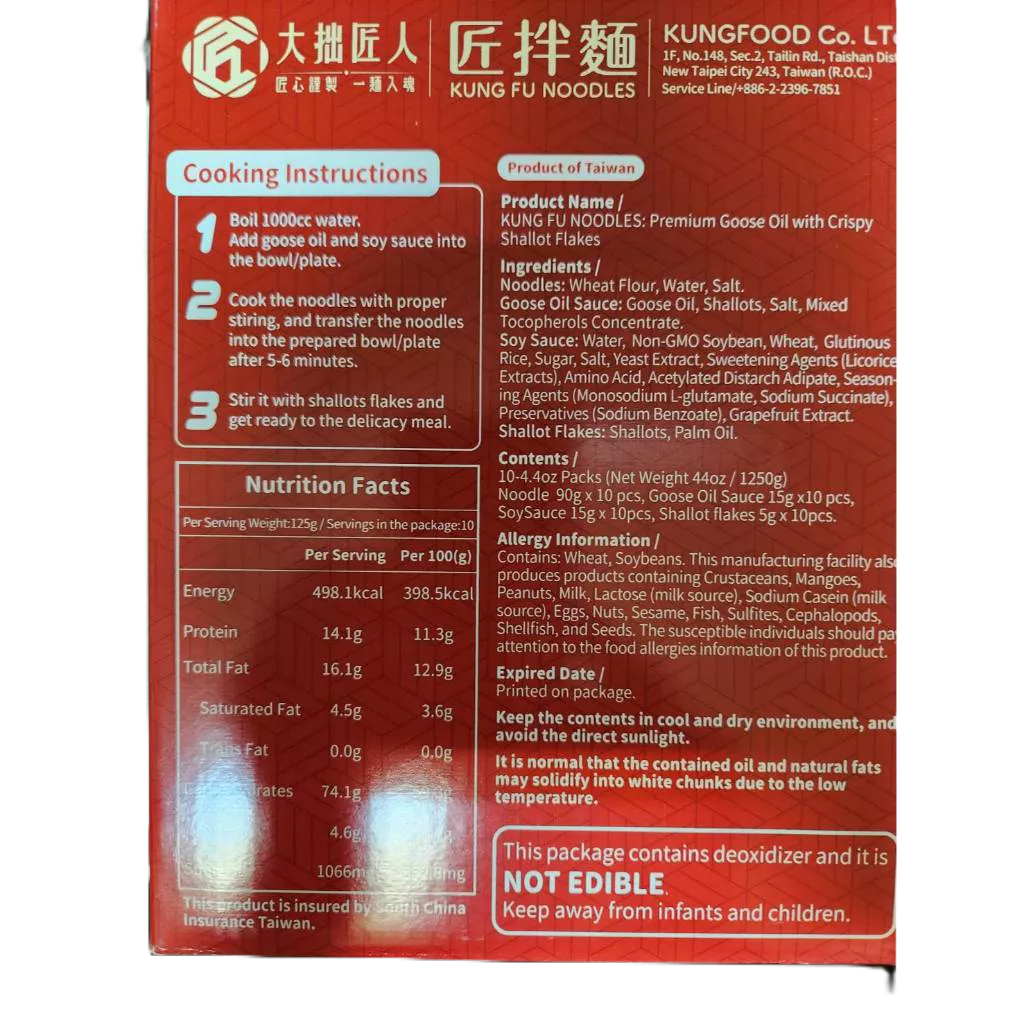 大拙匠人
匠心謹製・一麵入魂
匠拌麵
KUNG FU NOODLES
KUNGFOOD Co. LT
1F, No.148, Sec.2, Tailin Rd., Taishan Dist
New Taipei City 243, Taiwan (R.O.C.)
Service Line/+886-2-2396-7851
Cooking Instructions
1 Boil 1000cc water.
Add goose oil and soy sauce into
the bowl/plate.
2 Cook the noodles with proper
stiring, and transfer the noodles
into the prepared bowl/plate
after 5-6 minutes.
3 Stir it with shallots flakes and
get ready to the delicacy meal.
Nutrition Facts
Per Serving Weight:125g / Servings in the package:10
Per Serving Per 100(g)
Energy 498.1kcal 398.5kcal
Protein 14.1g 11.3g
Total Fat 16.1g 12.9g
Saturated Fat 4.5g 3.6g
Trans Fat 0.0g 0.0g
74.1g
4.6g
1066mg
This product is insured by South China
Insurance Taiwan.
Product of Taiwan
Product Name /
KUNG FU NOODLES: Premium Goose Oil with Crispy
Shallot Flakes
Ingredients /
Noodles: Wheat Flour, Water, Salt.
Goose Oil Sauce: Goose Oil, Shallots, Salt, Mixed
Tocopherols Concentrate.
Soy Sauce: Water, Non-GMO Soybean, Wheat, Glutinous
Rice, Sugar, Salt, Yeast Extract, Sweetening Agents (Licorice
Extracts), Amino Acid, Acetylated Distarch Adipate, Season-
ing Agents (Monosodium L-glutamate, Sodium Succinate),
Preservatives (Sodium Benzoate), Grapefruit Extract.
Shallot Flakes: Shallots, Palm Oil.
Contents /
10-4.4oz Packs (Net Weight 44oz / 1250g)
Noodle 90g x 10 pcs, Goose Oil Sauce 15g x10 pcs,
SoySauce 15g x 10pcs, Shallot flakes 5g x 10pcs.
Allergy Information /
Contains: Wheat, Soybeans. This manufacturing facility also
produces products containing Crustaceans, Mangoes,
Peanuts, Milk, Lactose (milk source), Sodium Casein (milk
source), Eggs, Nuts, Sesame, Fish, Sulfites, Cephalopods,
Shellfish, and Seeds. The susceptible individuals should pa
attention to the food allergies information of this product.
Expired Date /
Printed on package.
Keep the contents in cool and dry environment, and
avoid the direct sunlight.
It is normal that the contained oil and natural fats
may solidify into white chunks due to the low
temperature.
This package contains deoxidizer and it is
NOT EDIBLE.
Keep away from infants and children.